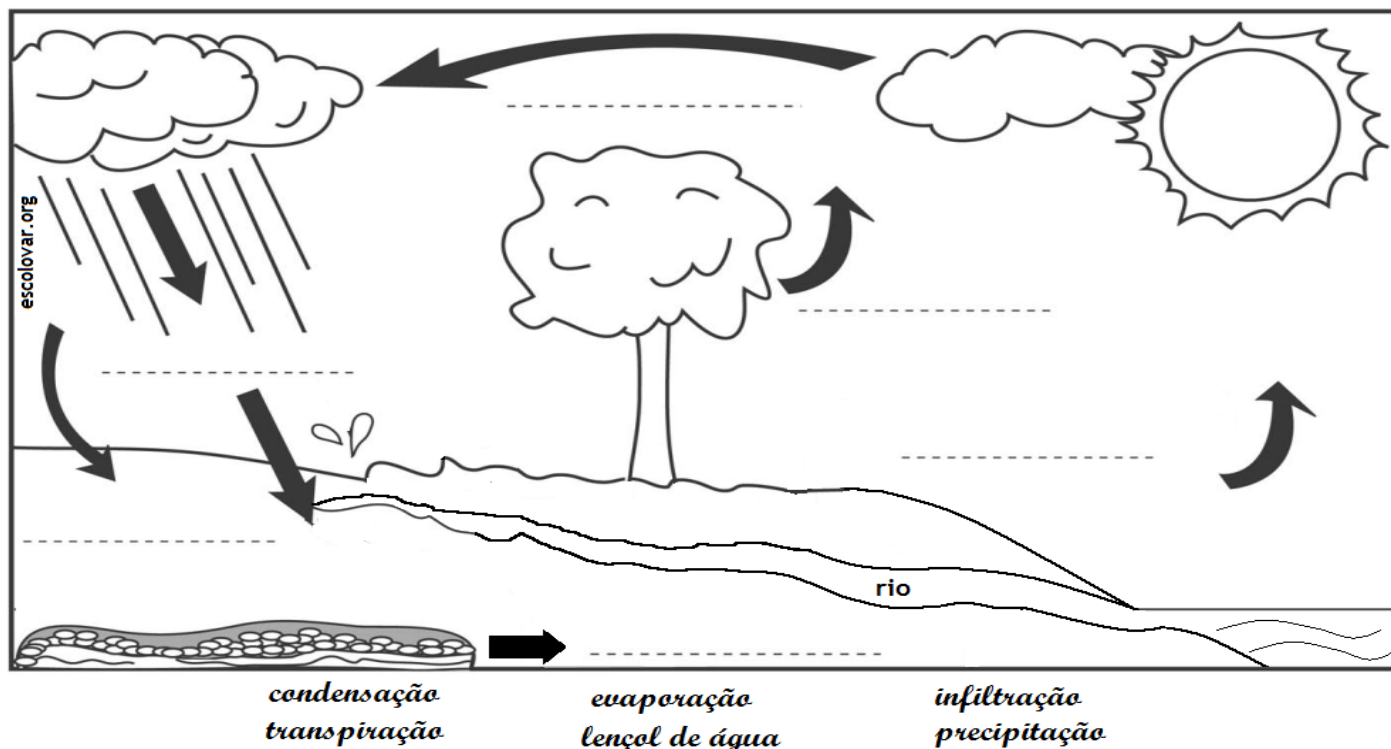 escolovar.org
rio
condensação evaporação infiltração
transpiração lençol de água precipitação